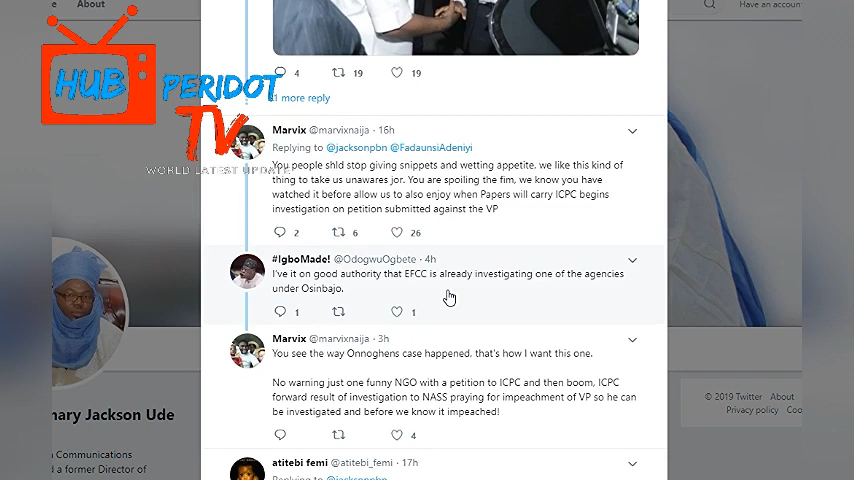 About
Have an account
HUB PERIDOT
TV
WORLD LATEST UPDATE
4 19 19
1 more reply
Marvix @marvixnaija · 16h
Replying to @jacksonpbn @FadaunsiAdeniyi
You people shld stop giving snippets and wetting appetite. we like this kind of
thing to take us unawares jor. You are spoiling the fim, we know you have
watched it before allow us to also enjoy when Papers will carry ICPC begins
investigation on petition submitted against the VP
2 6 26
#IgboMade! @OdogwuOgbete · 4h
I've it on good authority that EFCC is already investigating one of the agencies
under Osinbajo.
1 1
Marvix @marvixnaija · 3h
You see the way Onnoghens case happened, that's how I want this one.
No warning just one funny NGO with a petition to ICPC and then boom, ICPC
forward result of investigation to NASS praying for impeachment of VP so he can
be investigated and before we know it impeached!
4
atitebi femi @atitebi_femi · 17h
Replying to @jacksonpbn
mary Jackson Ude
Communications
d a former Director of
© 2019 Twitter About
Privacy policy Coo